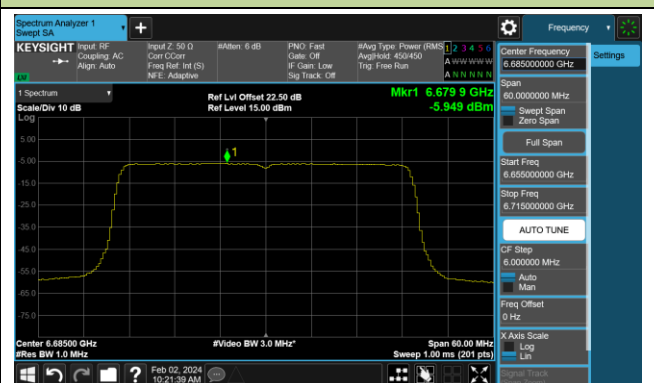 Spectrum Analyzer 1
Swept SA
Frequency
KEYSIGHT
Input: RF
Coupling: AC
Align: Auto
Input Z: 50 Ω
Corr CCorr
Freq Ref: Int (S)
NFE: Adaptive
#Atten: 6 dB
PNO: Fast
Gate: Off
IF Gain: Low
Sig Track: Off
#Avg Type: Power (RMS
Avg|Hold: 450/450
Trig: Free Run
1 2 3 4 5 6
A W W W W W
A N N N N N
LXI
1 Spectrum
Scale/Div 10 dB
Log
Ref Lvl Offset 22.50 dB
Ref Level 15.00 dBm
Mkr1 6.679 9 GHz
-5.949 dBm
1
5.00
-5.00
-15.0
-25.0
-35.0
-45.0
-55.0
-65.0
-75.0
Center 6.68500 GHz
#Res BW 1.0 MHz
#Video BW 3.0 MHz*
Span 60.00 MHz
Sweep 1.00 ms (201 pts)
Feb 02, 2024
10:21:39 AM
Center Frequency
6.685000000 GHz
Settings
Span
60.0000000 MHz
Swept Span
Zero Span
Full Span
Start Freq
6.655000000 GHz
Stop Freq
6.715000000 GHz
AUTO TUNE
CF Step
6.000000 MHz
Auto
Man
Freq Offset
0 Hz
X Axis Scale
Log
Lin
Signal Track